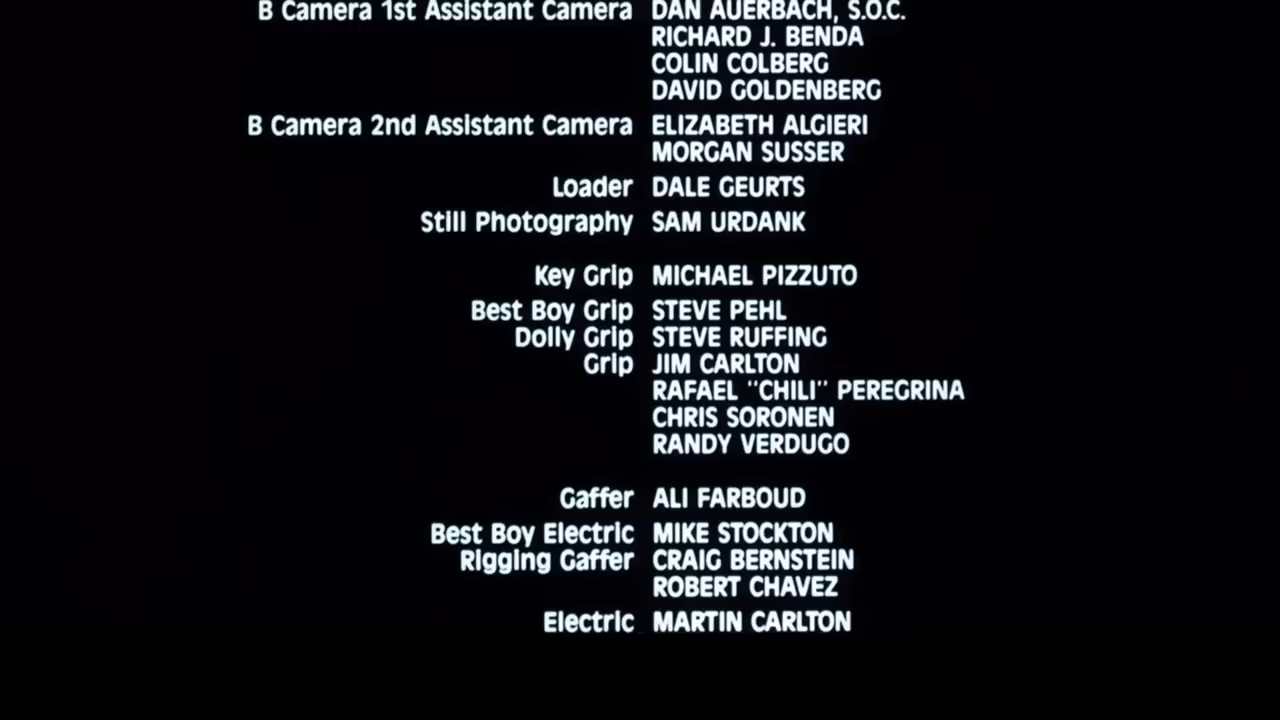 B Camera 1st Assistant Camera DAN AUERBACH, S.O.C.
RICHARD J. BENDA
COLIN COLBERG
DAVID GOLDENBERG
B Camera 2nd Assistant Camera ELIZABETH ALGIERI
MORGAN SUSSER
Loader DALE GEURTS
Still Photography SAM URDANK
Key Grip MICHAEL PIZZUTO
Best Boy Grip STEVE PEHL
Dolly Grip STEVE RUFFING
Grip JIM CARLTON
RAFAEL "CHILI" PEREGRINA
CHRIS SORONEN
RANDY VERDUGO
Gaffer ALI FARBOUD
Best Boy Electric MIKE STOCKTON
Rigging Gaffer CRAIG BERNSTEIN
ROBERT CHAVEZ
Electric MARTIN CARLTON